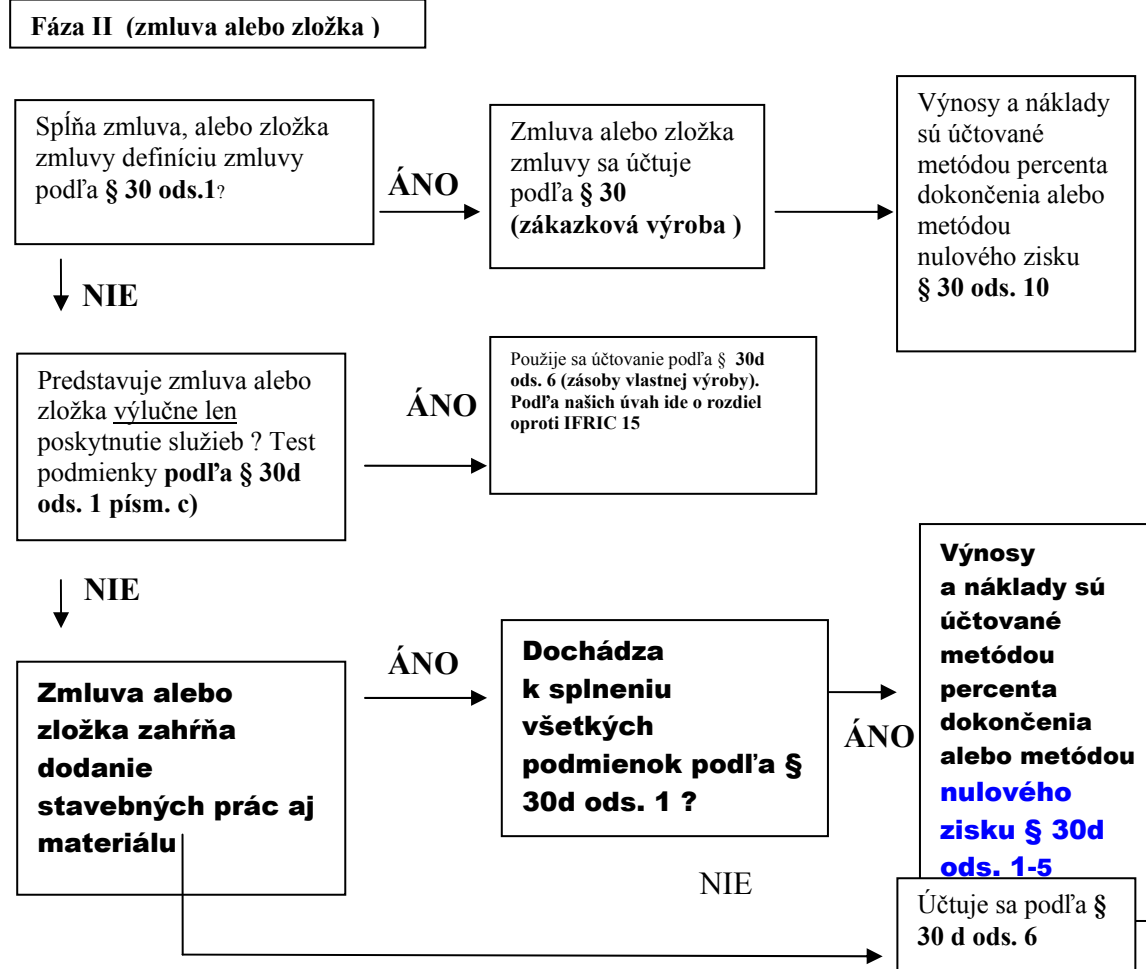 Fáza II (zmluva alebo zložka )
Spĺňa zmluva, alebo zložka
zmluvy definíciu zmluvy
podľa § 30 ods.1?
ÁNO
Zmluva alebo zložka
zmluvy sa účtuje
podľa § 30
(zákazková výroba )
Výnosy a náklady
sú účtované
metódou percenta
dokončenia alebo
metódou
nulového zisku
§ 30 ods. 10
NIE
Predstavuje zmluva alebo
zložka výlučne len
poskytnutie služieb ? Test
podmienky podľa § 30d
ods. 1 písm. c)
ÁNO
Použije sa účtovanie podľa § 30d
ods. 6 (zásoby vlastnej výroby).
Podľa našich úvah ide o rozdiel
oproti IFRIC 15
NIE
Zmluva alebo
zložka zahŕňa
dodanie
stavebných prác aj
materiálu
ÁNO
Dochádza
k splneniu
všetkých
podmienok podľa §
30d ods. 1 ?
ÁNO
Výnosy
a náklady sú
účtované
metódou
percenta
dokončenia
alebo metódou
nulového
zisku § 30d
ods. 1-5
NIE
Účtuje sa podľa §
30 d ods. 6